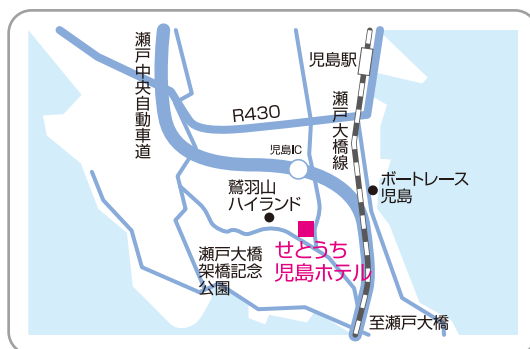 瀬戸中央自動車道
児島駅
R430
瀬戸大橋線
児島IC
鷲羽山
ハイランド
ボートレース
児島
せとうち
児島ホテル
瀬戸大橋
架橋記念
公園
至瀬戸大橋